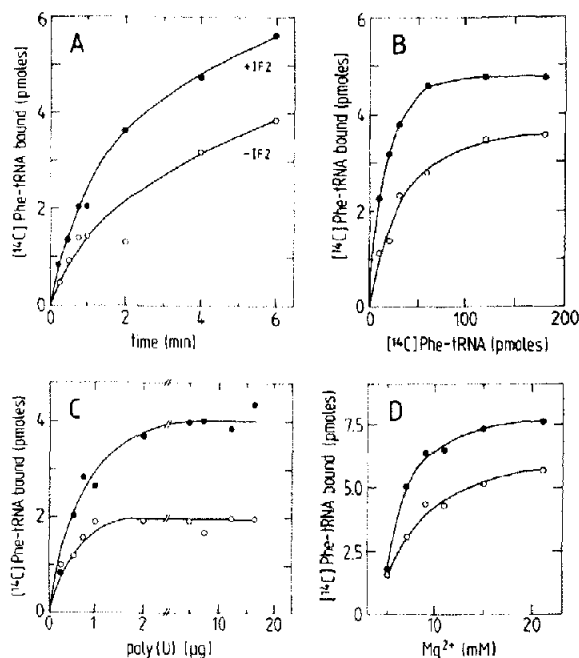 A
[¹⁴C] Phe-tRNA bound (pmoles)
6
4
2
0
+IF2
-IF2
0 2 4 6
time (min)
B
[¹⁴C] Phe-tRNA bound (pmoles)
6
4
2
0
0 100 200
[¹⁴C] Phe-tRNA (pmoles)
C
[¹⁴C] Phe-tRNA bound (pmoles)
4
2
0
0 1 2 10 20
poly(U) (µg)
D
[¹⁴C] Phe-tRNA bound (pmoles)
7.5
5.0
2.5
0
10 20
Mg²⁺ (mM)